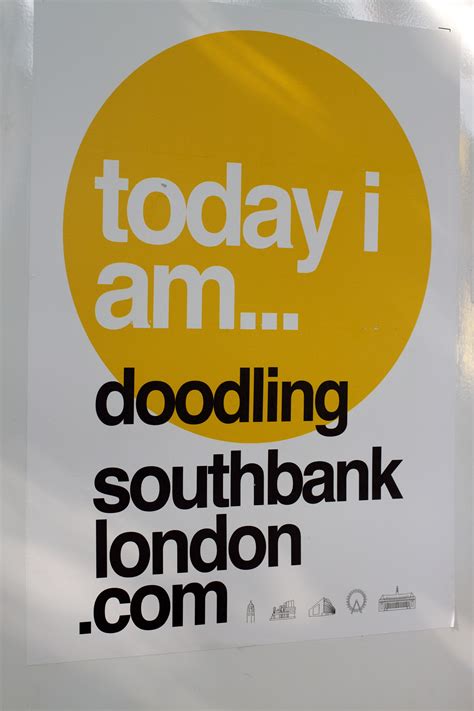 today i
am...
doodling
southbank
london
.com